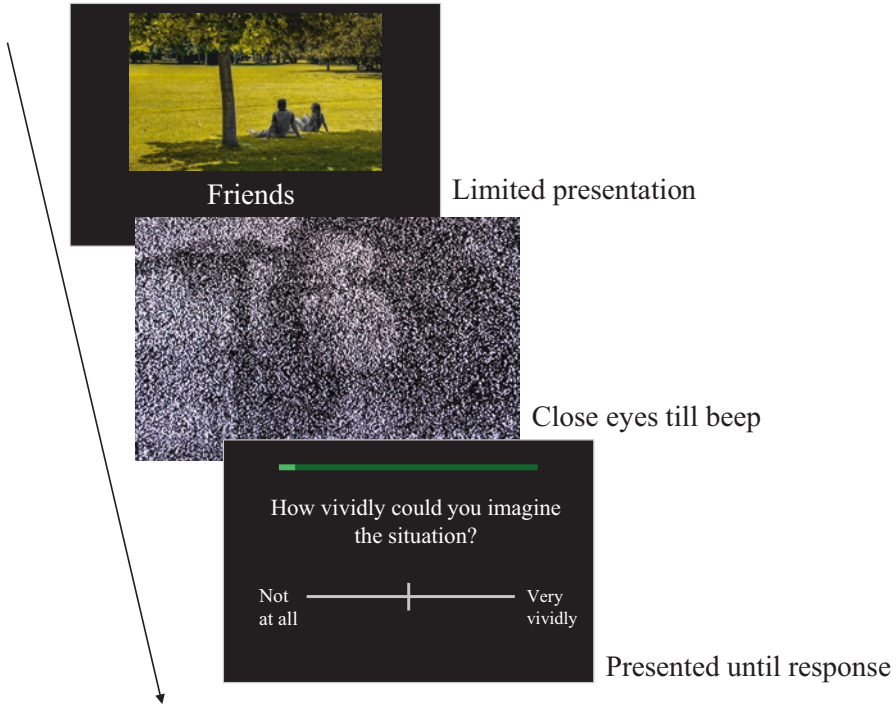 Friends
Limited presentation
Close eyes till beep
How vividly could you imagine
the situation?
Not
at all
Very
vividly
Presented until response